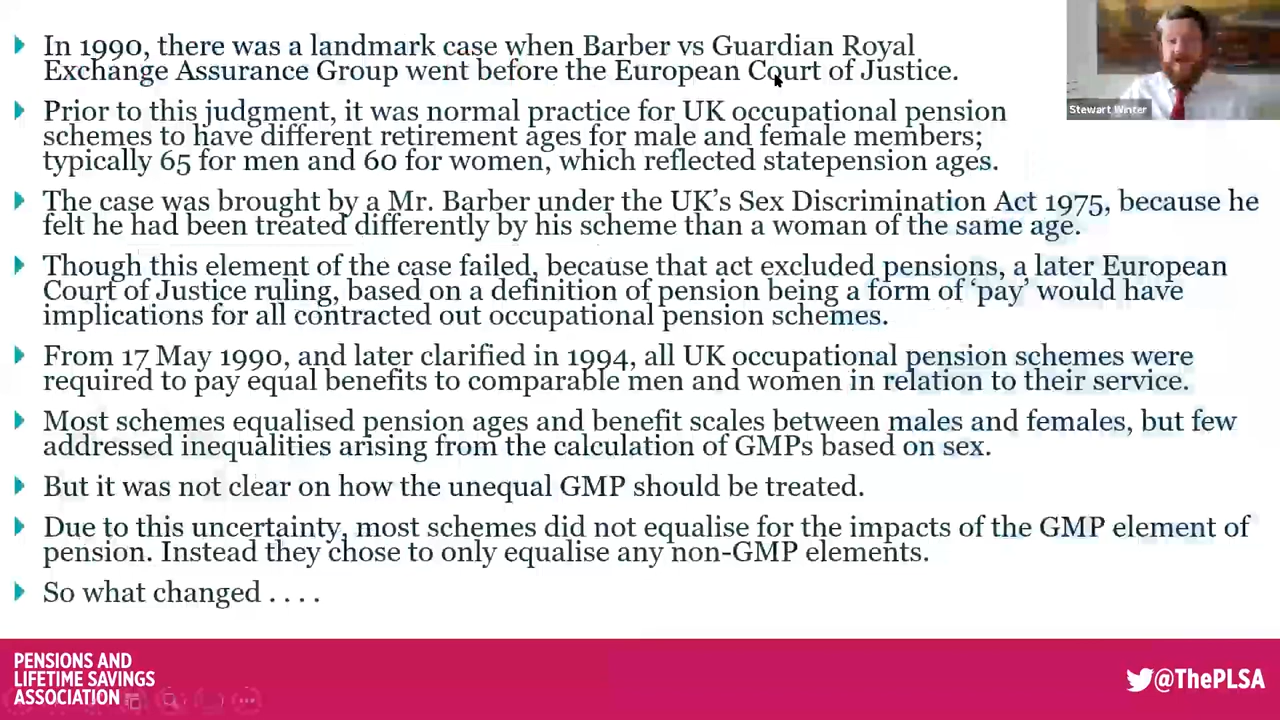 In 1990, there was a landmark case when Barber vs Guardian Royal
Exchange Assurance Group went before the European Court of Justice.
Prior to this judgment, it was normal practice for UK occupational pension
schemes to have different retirement ages for male and female members;
typically 65 for men and 60 for women, which reflected statepension ages.
The case was brought by a Mr. Barber under the UK's Sex Discrimination Act 1975, because he
felt he had been treated differently by his scheme than a woman of the same age.
Though this element of the case failed, because that act excluded pensions, a later European
Court of Justice ruling, based on a definition of pension being a form of 'pay' would have
implications for all contracted out occupational pension schemes.
From 17 May 1990, and later clarified in 1994, all UK occupational pension schemes were
required to pay equal benefits to comparable men and women in relation to their service.
Most schemes equalised pension ages and benefit scales between males and females, but few
addressed inequalities arising from the calculation of GMPs based on sex.
But it was not clear on how the unequal GMP should be treated.
Due to this uncertainty, most schemes did not equalise for the impacts of the GMP element of
pension. Instead they chose to only equalise any non-GMP elements.
So what changed . . . .
Stewart Winter
PENSIONS AND
LIFETIME SAVINGS
ASSOCIATION
@ThePLSA